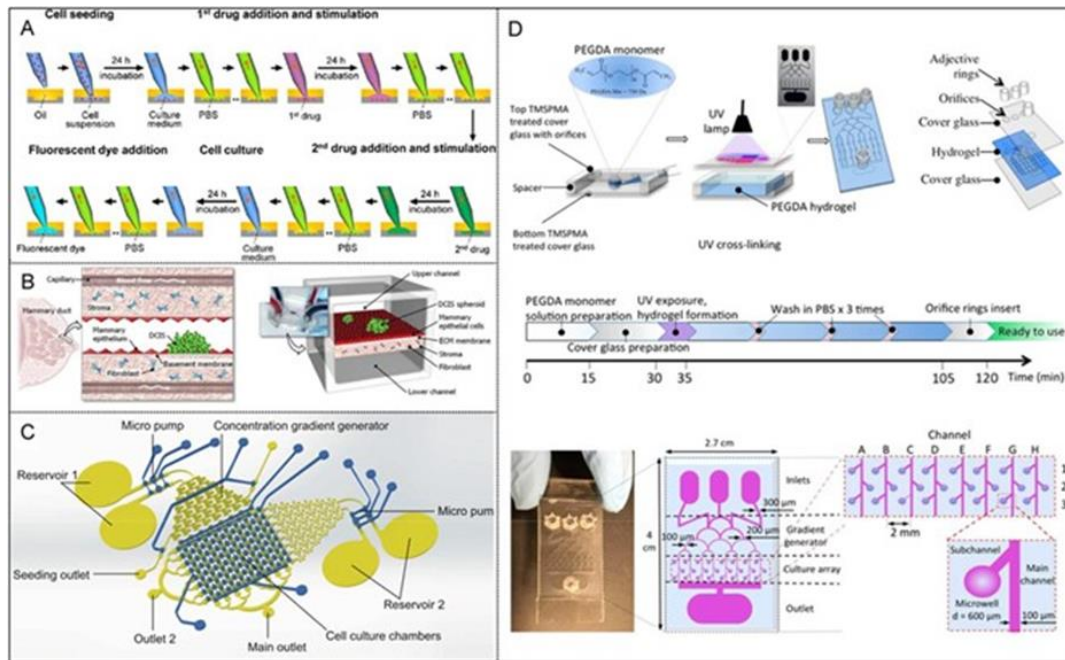 A
Cell seeding
1st drug addition and stimulation
24 h
incubation
24 h
incubation
Oil
Cell
suspension
Culture
medium
PBS
1st drug
PBS
Fluorescent dye addition
Cell culture
2nd drug addition and stimulation
24 h
incubation
24 h
incubation
Fluorescent dye
PBS
Culture
medium
PBS
2nd drug
B
Mammary duct
Capillary
Stroma
Mammary
epithelium
DCIS
Fibroblast
Basement membrane
Upper channel
DCIS spheroid
Mammary
epithelial cells
ECM membrane
Stroma
Fibroblast
Lower channel
C
Micro pump
Concentration gradient generator
Reservoir 1
Micro pum
Seeding outlet
Reservoir 2
Outlet 2
Main outlet
Cell culture chambers
D
PEGDA monomer
Top TMSPMA
treated cover
glass with orifices
UV
lamp
Spacer
PEGDA hydrogel
Bottom TMSPMA
treated cover glass
UV cross-linking
Adjective
rings
Orifices
Cover glass
Hydrogel
Cover glass
PEGDA monomer
solution preparation
UV exposure,
hydrogel formation
Wash in PBS x 3 times
Orifice rings insert
Ready to use
Cover glass preparation
0 15 30 35 105 120 Time (min)
2.7 cm
4
cm
Inlets
300 µm
Gradient
generator
100 µm
200 µm
Culture array
Outlet
Channel
A B C D E F G H
1
2
3
2 mm
Subchannel
Main
channel
Microwell
d = 600 µm
100 µm